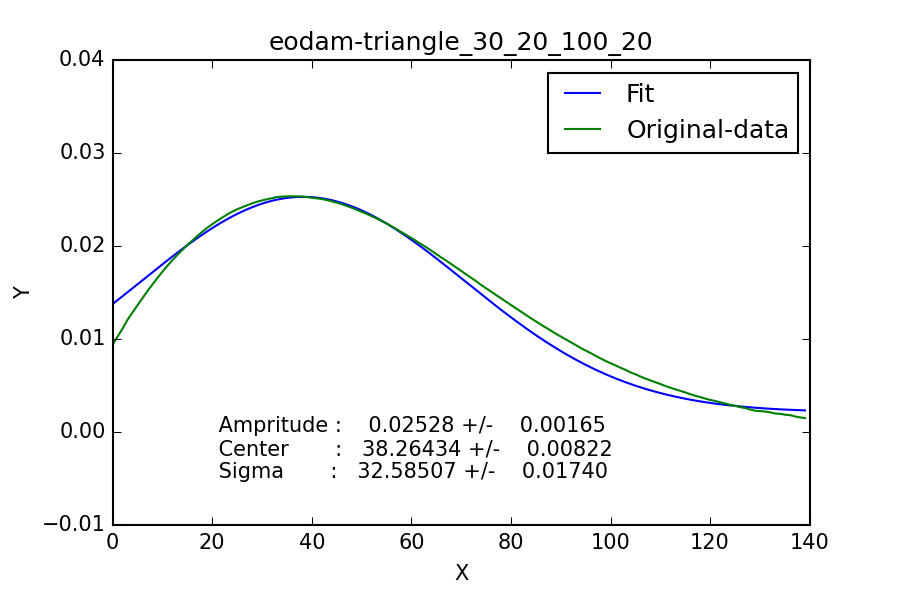 eodam-triangle_30_20_100_20
0.04
0.03
0.02
0.01
0.00
−0.01
Y
Fit
Original-data
Ampritude : 0.02528 +/- 0.00165
Center : 38.26434 +/- 0.00822
Sigma : 32.58507 +/- 0.01740
0 20 40 60 80 100 120 140
X